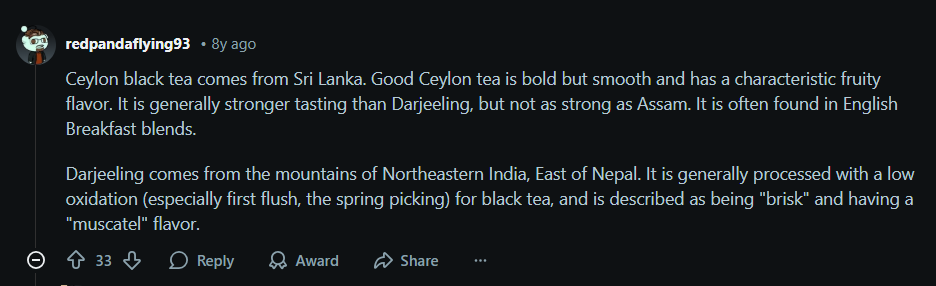 redpandaflying93 • 8y ago
Ceylon black tea comes from Sri Lanka. Good Ceylon tea is bold but smooth and has a characteristic fruity
flavor. It is generally stronger tasting than Darjeeling, but not as strong as Assam. It is often found in English
Breakfast blends.
Darjeeling comes from the mountains of Northeastern India, East of Nepal. It is generally processed with a low
oxidation (especially first flush, the spring picking) for black tea, and is described as being "brisk" and having a
"muscatel" flavor.
33 Reply Award Share ...